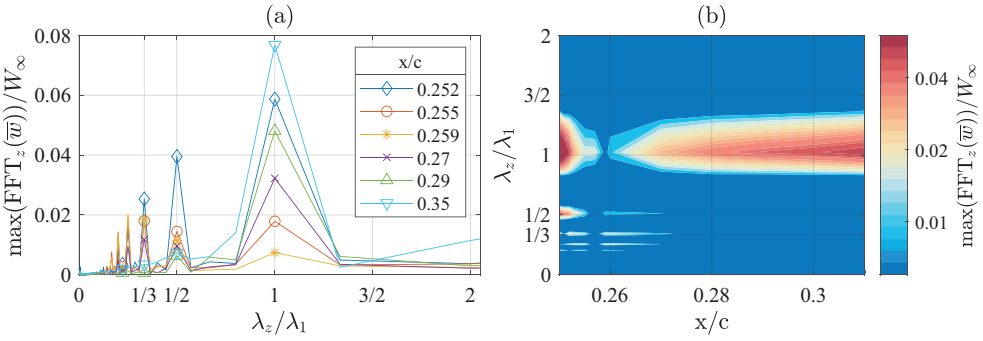 (a)
max(FFT_z(w̅))/W_∞
0.08
0.06
0.04
0.02
0
0 1/3 1/2 1 3/2 2
λ_z/λ_1
x/c
0.252
0.255
0.259
0.27
0.29
0.35
(b)
λ_z/λ_1
2
3/2
1
1/2
1/3
0
0.26 0.28 0.3
x/c
0.04
0.02
0.01
max(FFT_z(w̅))/W_∞